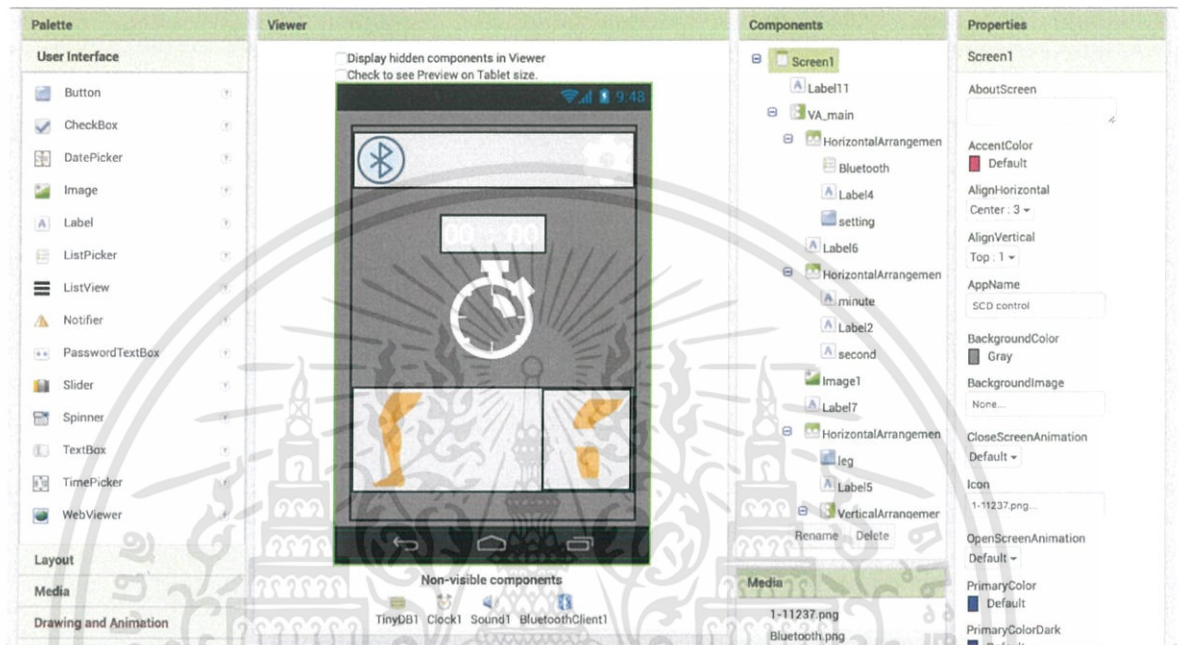 Palette
User Interface
Button
CheckBox
DatePicker
Image
Label
ListPicker
ListView
Notifier
PasswordTextBox
Slider
Spinner
TextBox
TimePicker
WebViewer
Layout
Media
Drawing and Animation
Viewer
Display hidden components in Viewer
Check to see Preview on Tablet size.
9:48
00 : 00
Non-visible components
TinyDB1 Clock1 Sound1 BluetoothClient1
Components
Screen1
Label11
VA_main
HorizontalArrangemen
Bluetooth
Label4
setting
Label6
HorizontalArrangemen
minute
Label2
second
Image1
Label7
HorizontalArrangemen
leg
Label5
VerticalArrangemer
Rename Delete
Media
1-11237.png
Bluetooth.png
Properties
Screen1
AboutScreen
AccentColor
Default
AlignHorizontal
Center : 3
AlignVertical
Top : 1
AppName
SCD control
BackgroundColor
Gray
BackgroundImage
None...
CloseScreenAnimation
Default
Icon
1-11237.png...
OpenScreenAnimation
Default
PrimaryColor
Default
PrimaryColorDark
Default